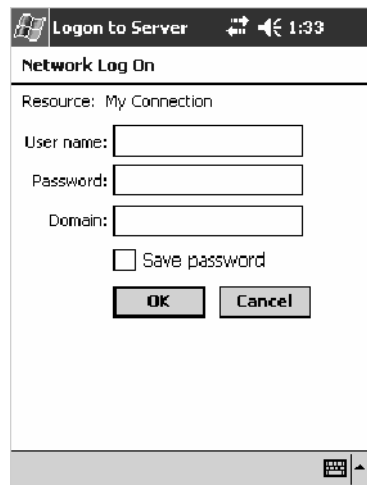 Logon to Server 1:33
Network Log On
Resource: My Connection
User name:
Password:
Domain:
Save password
OK Cancel